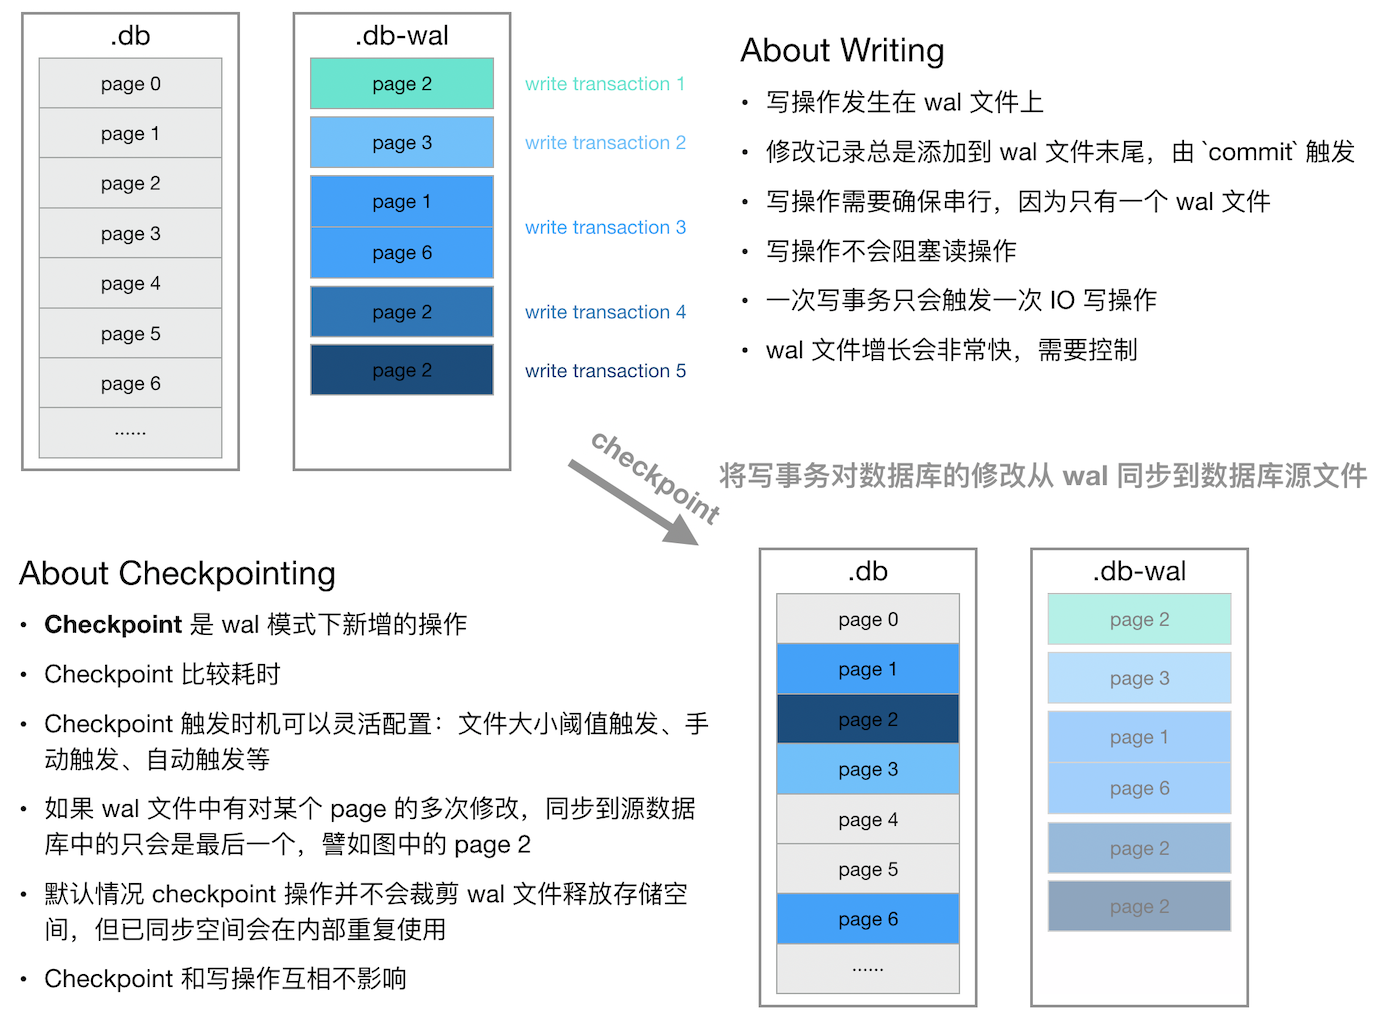 .db
page 0
page 1
page 2
page 3
page 4
page 5
page 6
......
.db-wal
page 2
page 3
page 1
page 6
page 2
page 2
write transaction 1
write transaction 2
write transaction 3
write transaction 4
write transaction 5
About Writing
• 写操作发生在 wal 文件上
• 修改记录总是添加到 wal 文件末尾，由 `commit` 触发
• 写操作需要确保串行，因为只有一个 wal 文件
• 写操作不会阻塞读操作
• 一次写事务只会触发一次 IO 写操作
• wal 文件增长会非常快，需要控制
checkpoint
将写事务对数据库的修改从 wal 同步到数据库源文件
About Checkpointing
• Checkpoint 是 wal 模式下新增的操作
• Checkpoint 比较耗时
• Checkpoint 触发时机可以灵活配置：文件大小阈值触发、手
动触发、自动触发等
• 如果 wal 文件中有对某个 page 的多次修改，同步到源数据
库中的只会是最后一个，譬如图中的 page 2
• 默认情况 checkpoint 操作并不会裁剪 wal 文件释放存储空
间，但已同步空间会在内部重复使用
• Checkpoint 和写操作互相不影响
.db
page 0
page 1
page 2
page 3
page 4
page 5
page 6
......
.db-wal
page 2
page 3
page 1
page 6
page 2
page 2